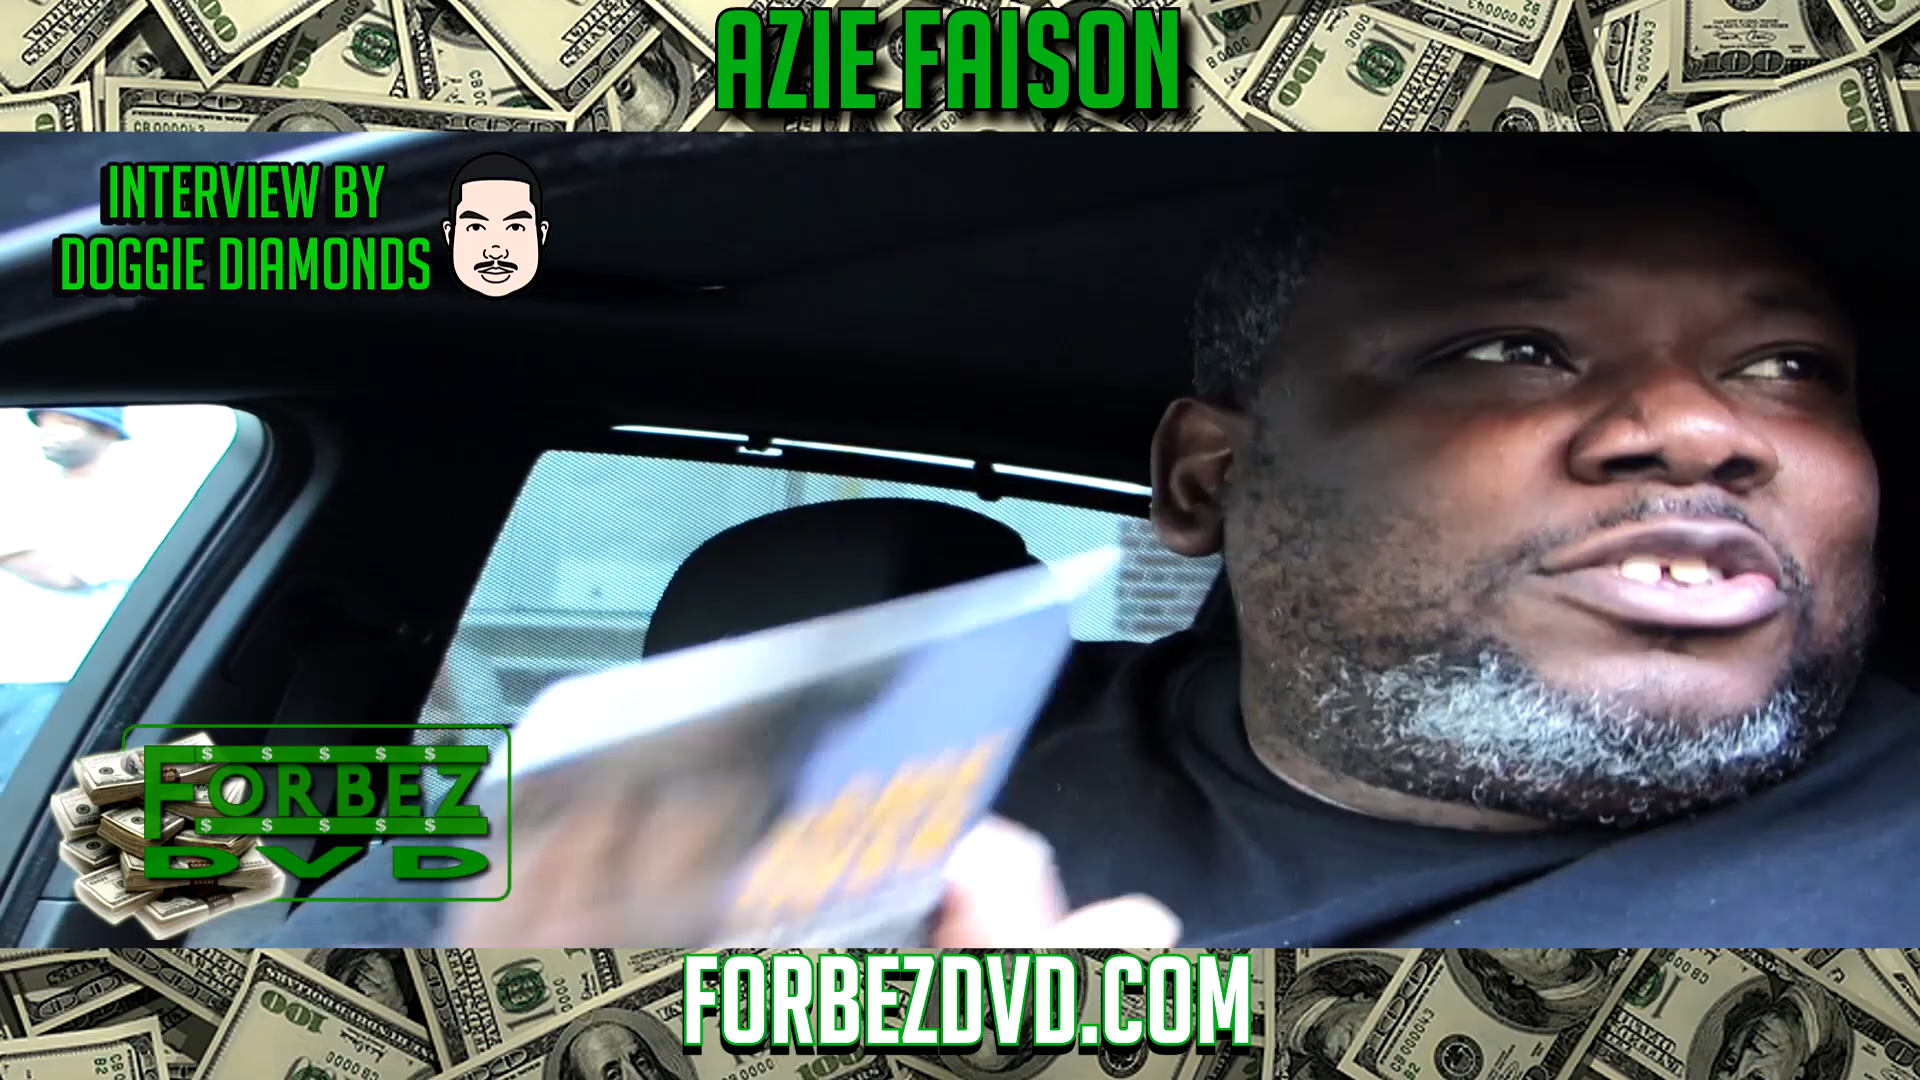 AZIE FAISON
INTERVIEW BY
DOGGIE DIAMONDS
FORBEZ
DVD
FORBEZDVD.COM